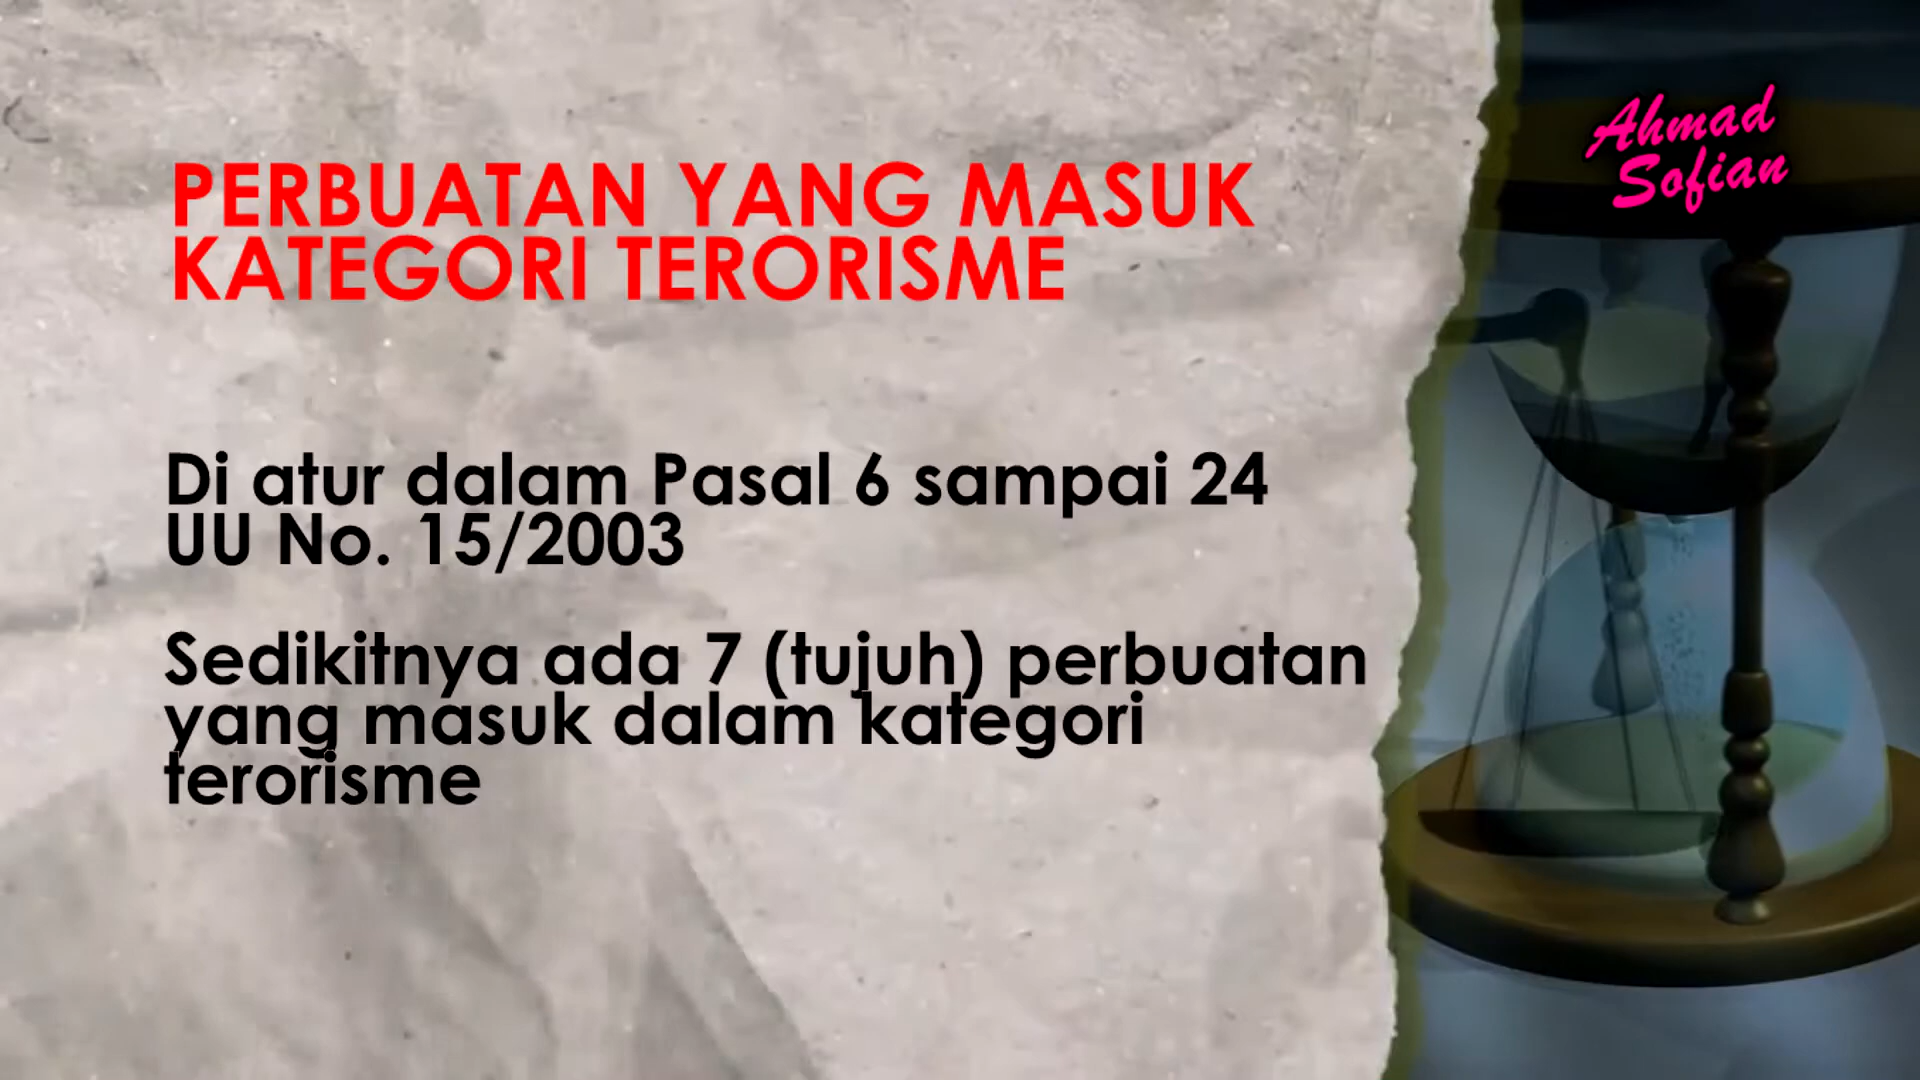 PERBUATAN YANG MASUK
KATEGORI TERORISME
Ahmad
Sofian
Di atur dalam Pasal 6 sampai 24
UU No. 15/2003
Sedikitnya ada 7 (tujuh) perbuatan
yang masuk dalam kategori
terorisme